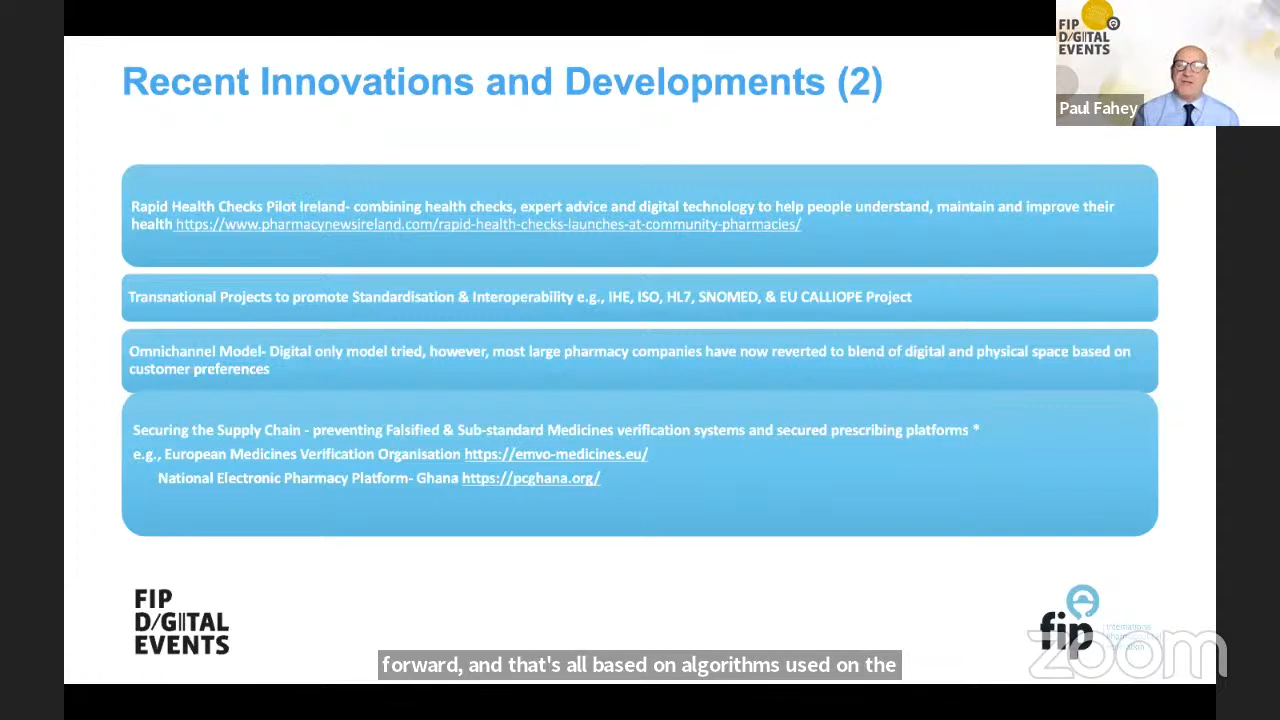 Recent Innovations and Developments (2)
FIP
D/GITAL
EVENTS
Paul Fahey
Rapid Health Checks Pilot Ireland- combining health checks, expert advice and digital technology to help people understand, maintain and improve their
health https://www.pharmacynewsireland.com/rapid-health-checks-launches-at-community-pharmacies/
Transnational Projects to promote Standardisation & Interoperability e.g., IHE, ISO, HL7, SNOMED, & EU CALLIOPE Project
Omnichannel Model- Digital only model tried, however, most large pharmacy companies have now reverted to blend of digital and physical space based on
customer preferences
Securing the Supply Chain - preventing Falsified & Sub-standard Medicines verification systems and secured prescribing platforms *
e.g., European Medicines Verification Organisation https://emvo-medicines.eu/
National Electronic Pharmacy Platform- Ghana https://pcghana.org/
FIP
D/GITAL
EVENTS
fip
International
zoom
forward, and that's all based on algorithms used on the